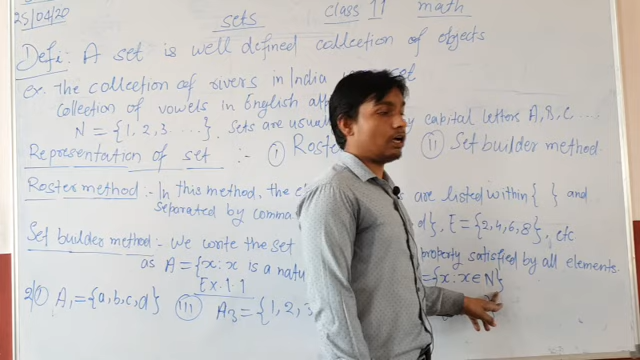 25/04/20 sets class 11 math
Defi: A set is well defined collection of objects
ex. The collection of rivers in India set
collection of vowels in English
N = {1, 2, 3 .....}. Sets are by capital letters A, B, C ....
Representation of set :- (i) (ii) Set builder method.
Roster method :- In this method, the are listed within { } and
separated by comma d}, E = {2, 4, 6, 8}, etc
Set builder method :- We write the set property satisfied by all elements
as A = {x : x is a = {x : x ∈ N}
Ex 1.1
2(i) A₁ = {a, b, c, d} (iii) A₃ = {1, 2,